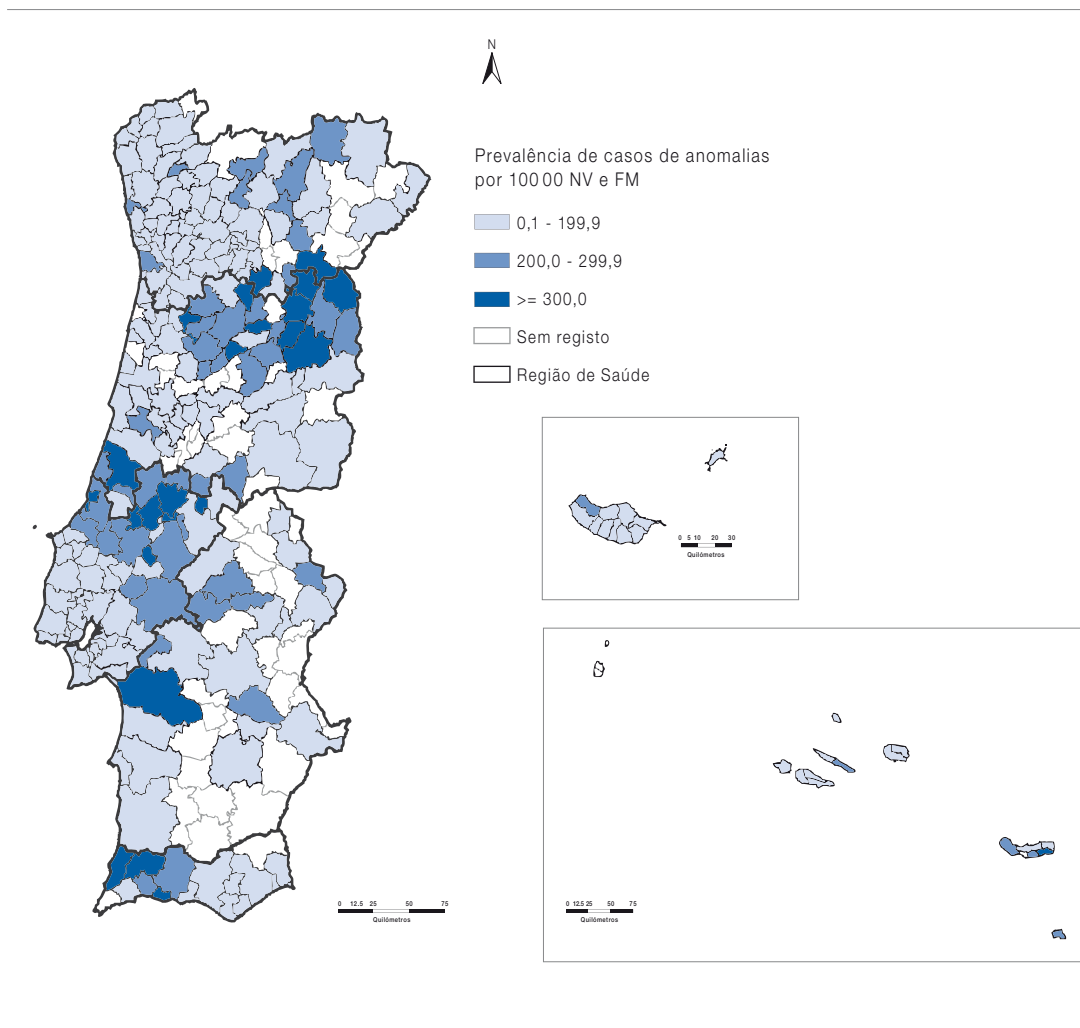 N
Prevalência de casos de anomalias
por 10000 NV e FM
0,1 - 199,9
200,0 - 299,9
>= 300,0
Sem registo
Região de Saúde
0 5 10 20 30
Quilómetros
0 12.5 25 50 75
Quilómetros
0 12.5 25 50 75
Quilómetros